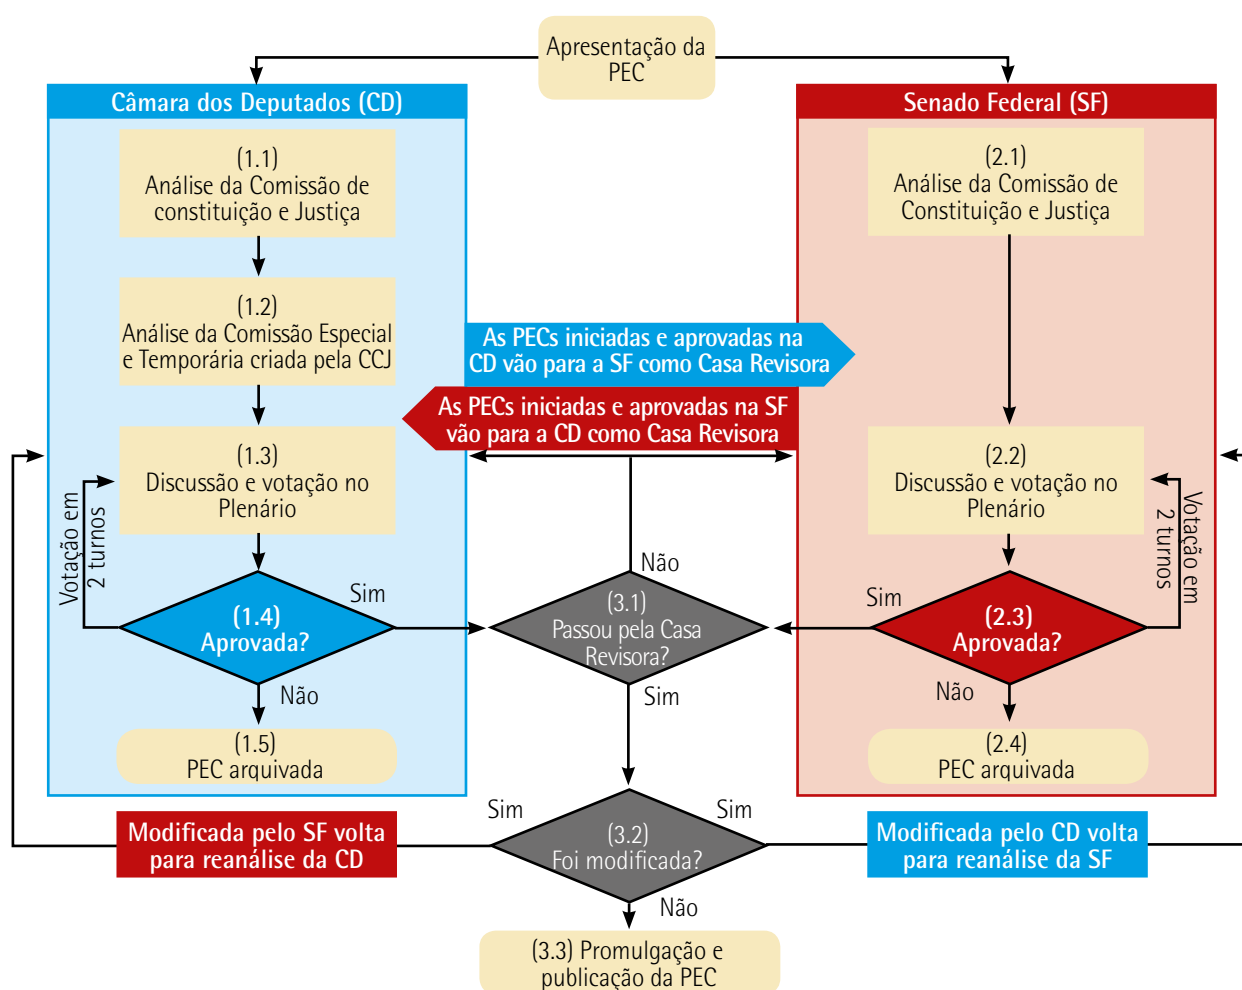 Apresentação da
PEC
Câmara dos Deputados (CD)
(1.1)
Análise da Comissão de
constituição e Justiça
(1.2)
Análise da Comissão Especial
e Temporária criada pela CCJ
(1.3)
Discussão e votação no
Plenário
Votação em
2 turnos
(1.4)
Aprovada?
Sim
Não
(1.5)
PEC arquivada
As PECs iniciadas e aprovadas na
CD vão para a SF como Casa Revisora
As PECs iniciadas e aprovadas na SF
vão para a CD como Casa Revisora
Senado Federal (SF)
(2.1)
Análise da Comissão de
Constituição e Justiça
(2.2)
Discussão e votação no
Plenário
Votação em
2 turnos
(2.3)
Aprovada?
Sim
Não
(2.4)
PEC arquivada
Não
(3.1)
Passou pela Casa
Revisora?
Sim
Sim
Sim
(3.2)
Foi modificada?
Não
Modificada pelo SF volta
para reanálise da CD
Modificada pelo CD volta
para reanálise da SF
(3.3) Promulgação e
publicação da PEC